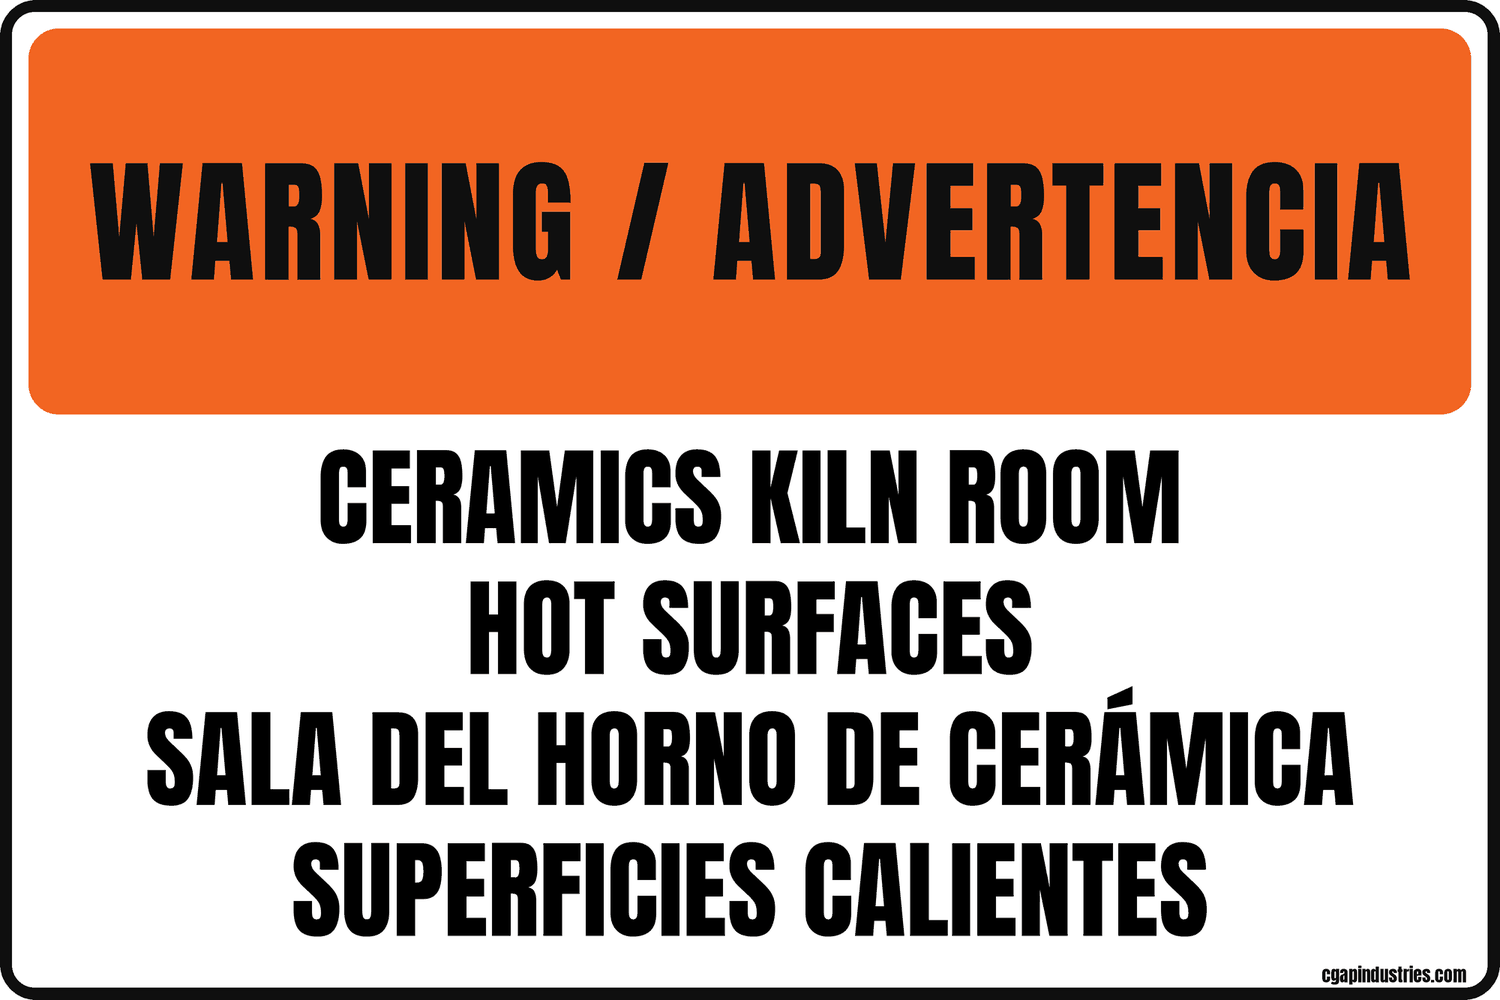 WARNING / ADVERTENCIA
CERAMICS KILN ROOM
HOT SURFACES
SALA DEL HORNO DE CERÁMICA
SUPERFICIES CALIENTES
cgapindustries.com